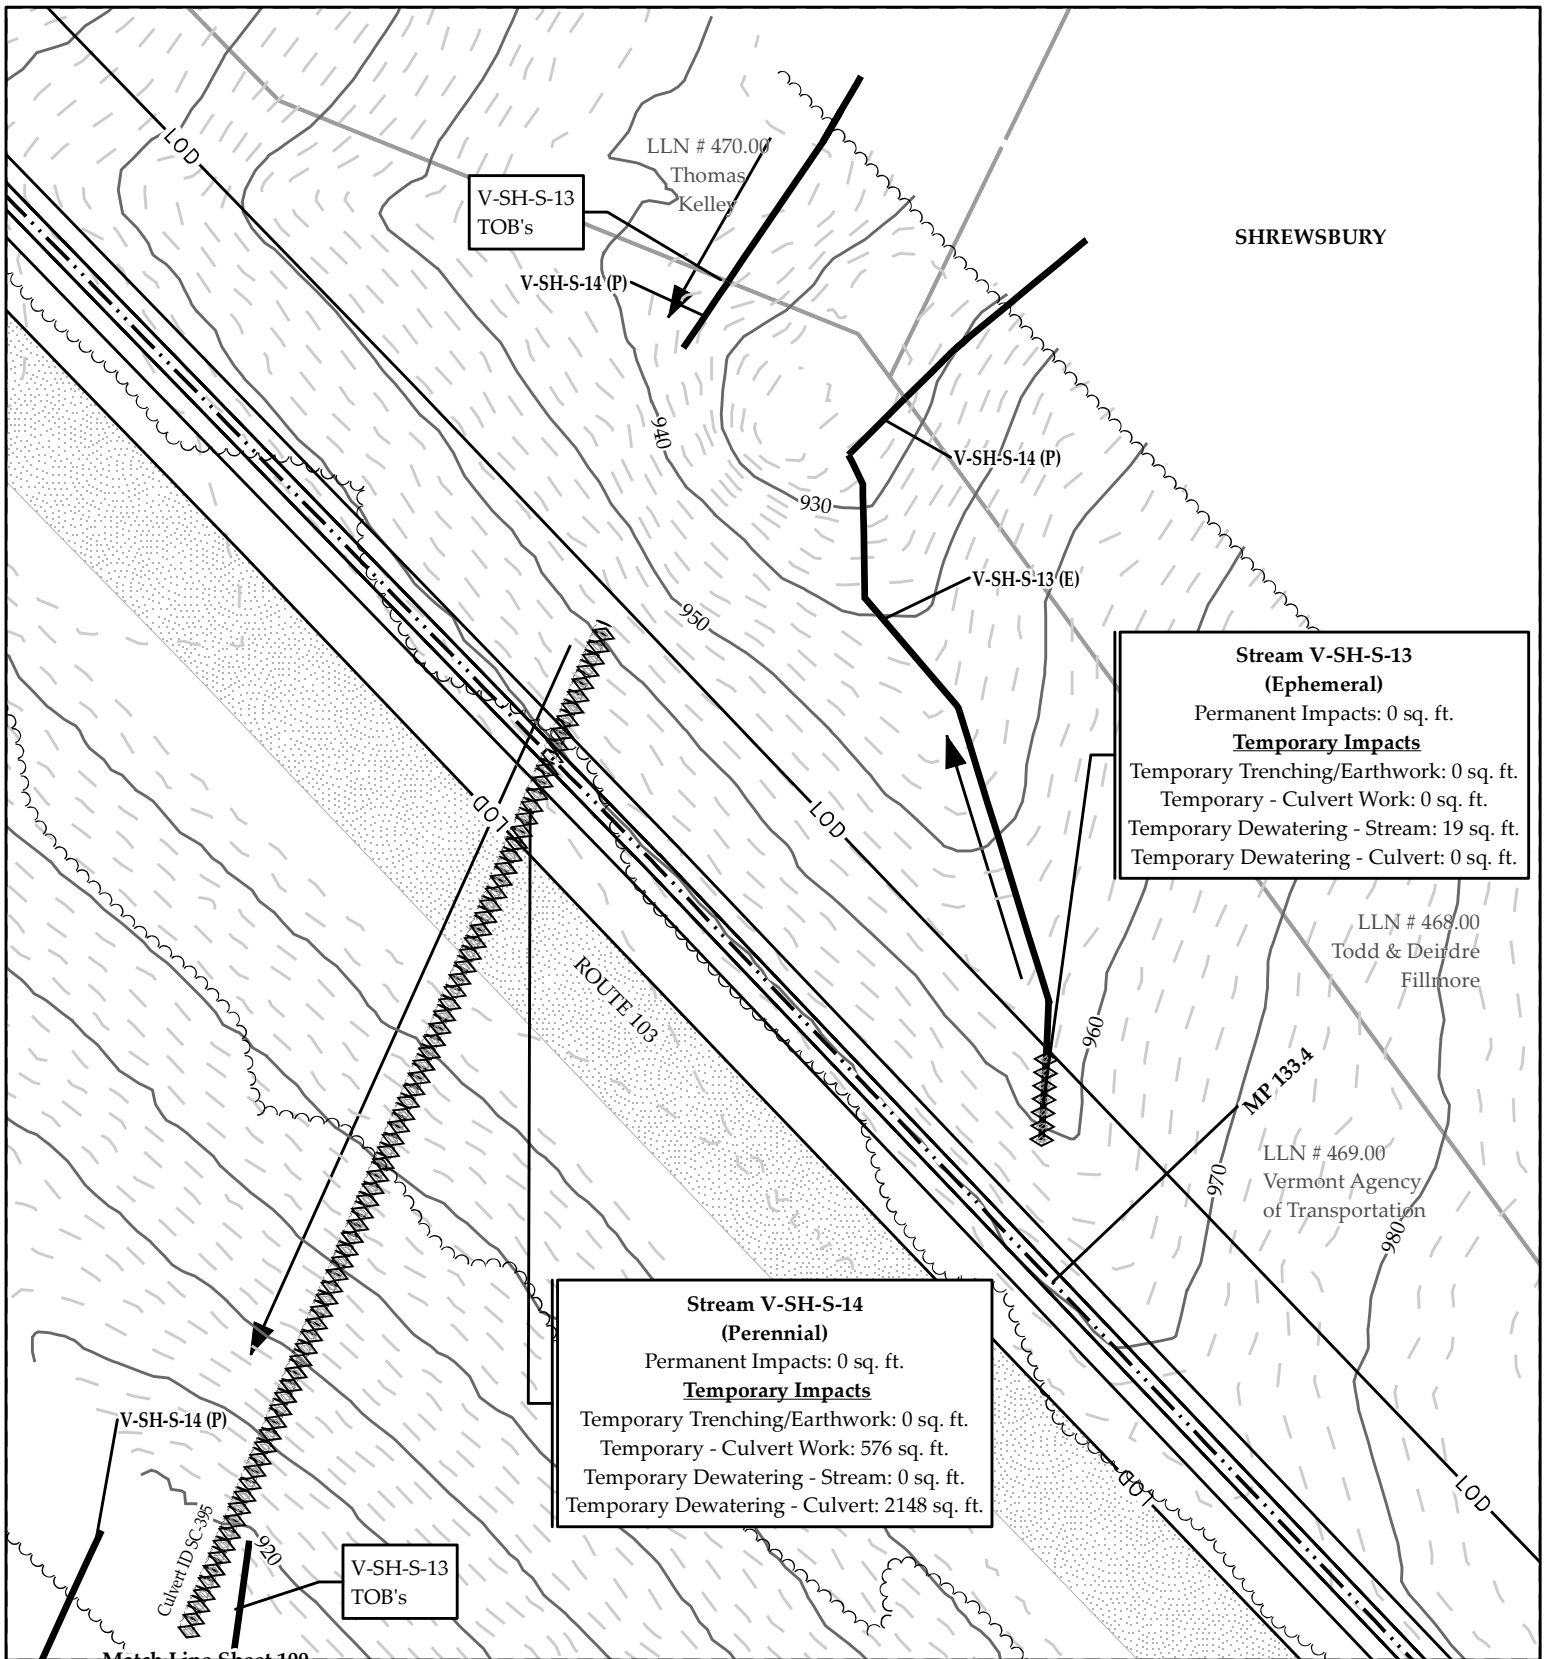 LOD
LLN # 470.00
Thomas
Kelley
V-SH-S-13
TOB's
SHREWSBURY
V-SH-S-14 (P)
940
V-SH-S-14 (P)
930
V-SH-S-13 (E)
950
Stream V-SH-S-13
(Ephemeral)
Permanent Impacts: 0 sq. ft.
Temporary Impacts
Temporary Trenching/Earthwork: 0 sq. ft.
Temporary - Culvert Work: 0 sq. ft.
Temporary Dewatering - Stream: 19 sq. ft.
Temporary Dewatering - Culvert: 0 sq. ft.
LOD
LOD
LLN # 468.00
Todd & Deirdre
Fillmore
ROUTE 103
960
MP 133.4
LLN # 469.00
Vermont Agency
of Transportation
970
980
Stream V-SH-S-14
(Perennial)
Permanent Impacts: 0 sq. ft.
Temporary Impacts
Temporary Trenching/Earthwork: 0 sq. ft.
Temporary - Culvert Work: 576 sq. ft.
Temporary Dewatering - Stream: 0 sq. ft.
Temporary Dewatering - Culvert: 2148 sq. ft.
V-SH-S-14 (P)
LOD
LOD
Culvert ID SC-395
920
V-SH-S-13
TOB's
Match Line Sheet 109